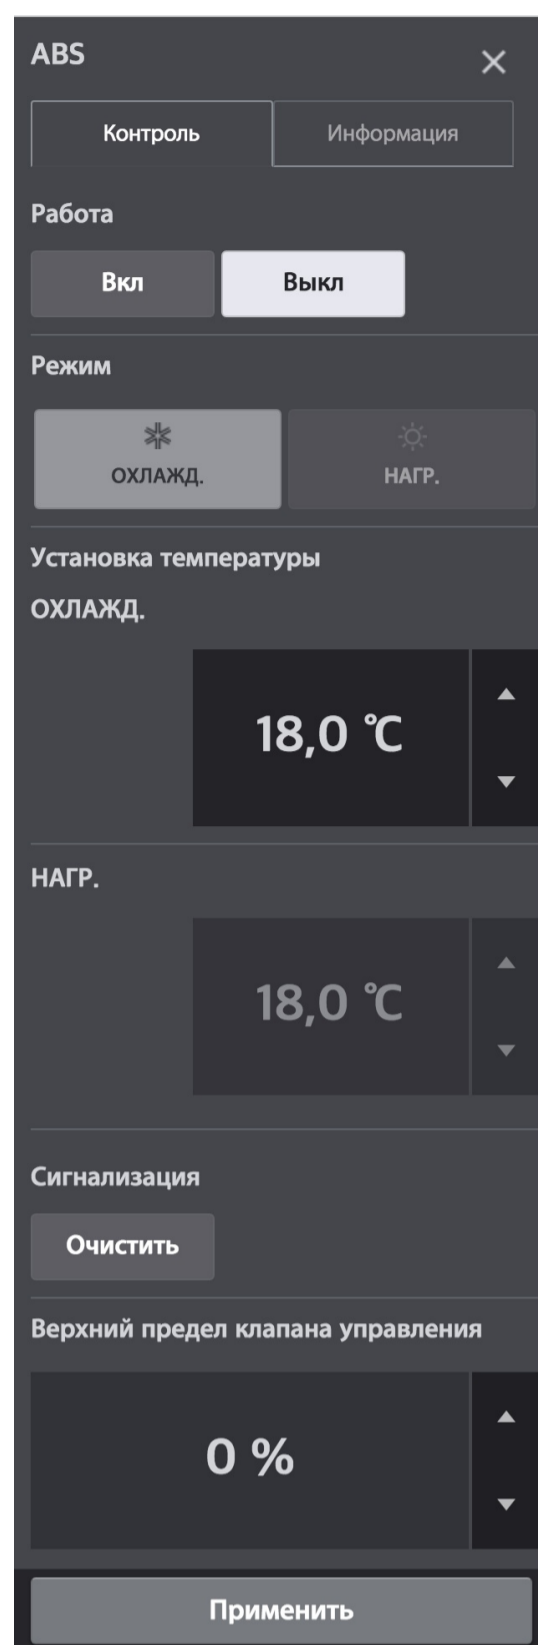 ABS
Контроль
Информация
Работа
Вкл
Выкл
Режим
ОХЛАЖД.
НАГР.
Установка температуры
ОХЛАЖД.
18,0 ℃
НАГР.
18,0 ℃
Сигнализация
Очистить
Верхний предел клапана управления
0 %
Применить